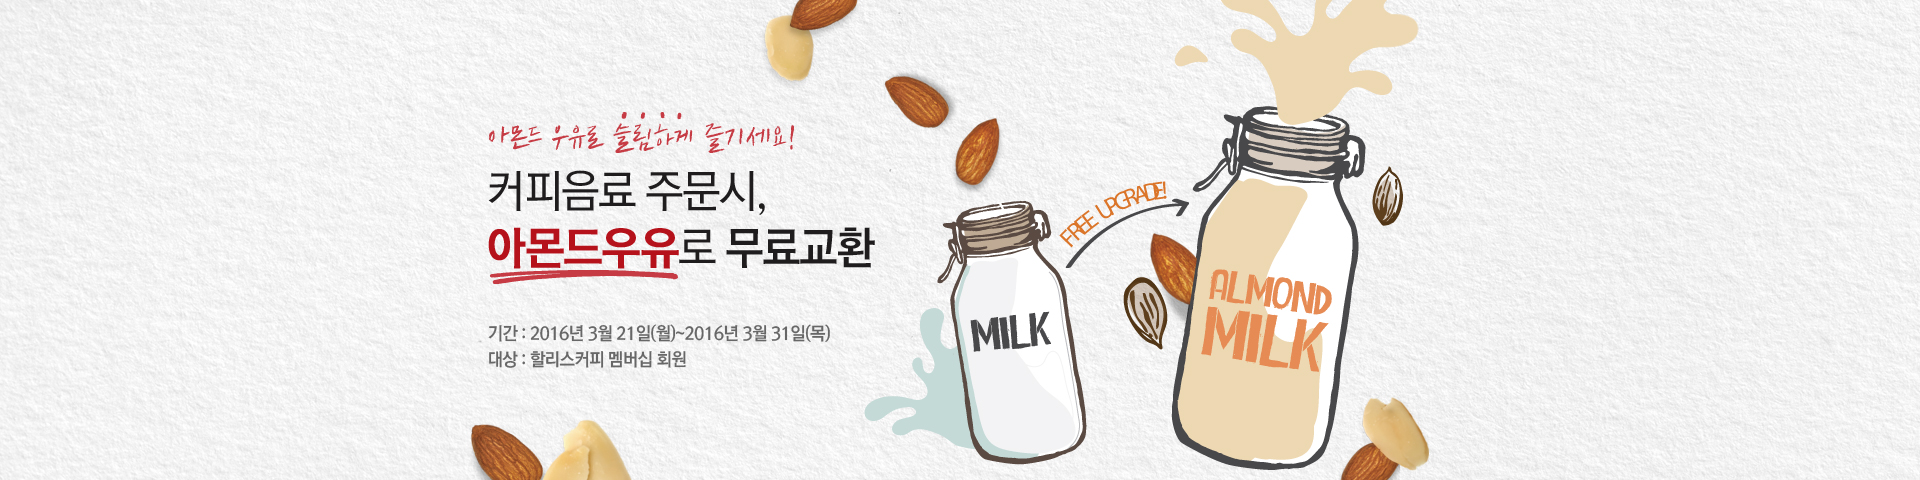 아몬드 우유로 슬림하게 즐기세요!
커피음료 주문시,
아몬드우유로 무료교환
기간 : 2016년 3월 21일(월)~2016년 3월 31일(목)
대상 : 할리스커피 멤버십 회원
MILK
FREE UPGRADE!
ALMOND
MILK